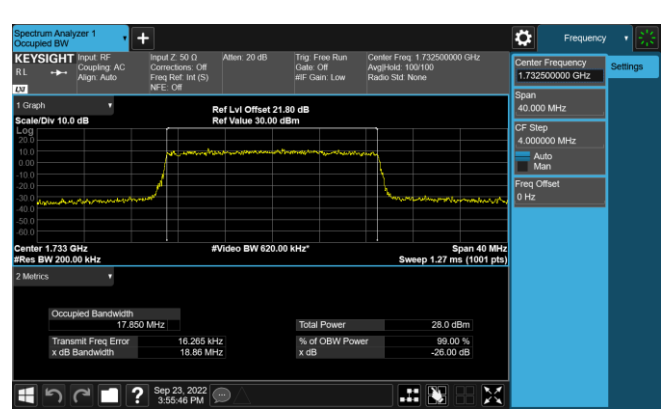 Spectrum Analyzer 1
Occupied BW
Frequency
KEYSIGHT
RL
LXI
Input: RF
Coupling: AC
Align: Auto
Input Z: 50 Ω
Corrections: Off
Freq Ref: Int (S)
NFE: Off
Atten: 20 dB
Trig: Free Run
Gate: Off
#IF Gain: Low
Center Freq: 1.732500000 GHz
Avg|Hold: 100/100
Radio Std: None
Center Frequency
1.732500000 GHz
Settings
Span
40.000 MHz
CF Step
4.000000 MHz
Auto
Man
Freq Offset
0 Hz
1 Graph
Scale/Div 10.0 dB
Ref Lvl Offset 21.80 dB
Ref Value 30.00 dBm
Log
20.0
10.0
0.00
-10.0
-20.0
-30.0
-40.0
-50.0
-60.0
Center 1.733 GHz
#Video BW 620.00 kHz*
Span 40 MHz
#Res BW 200.00 kHz
Sweep 1.27 ms (1001 pts)
2 Metrics
Occupied Bandwidth
17.850 MHz
Total Power 28.0 dBm
Transmit Freq Error 16.265 kHz
% of OBW Power 99.00 %
x dB Bandwidth 18.86 MHz
x dB -26.00 dB
?
Sep 23, 2022
3:55:46 PM